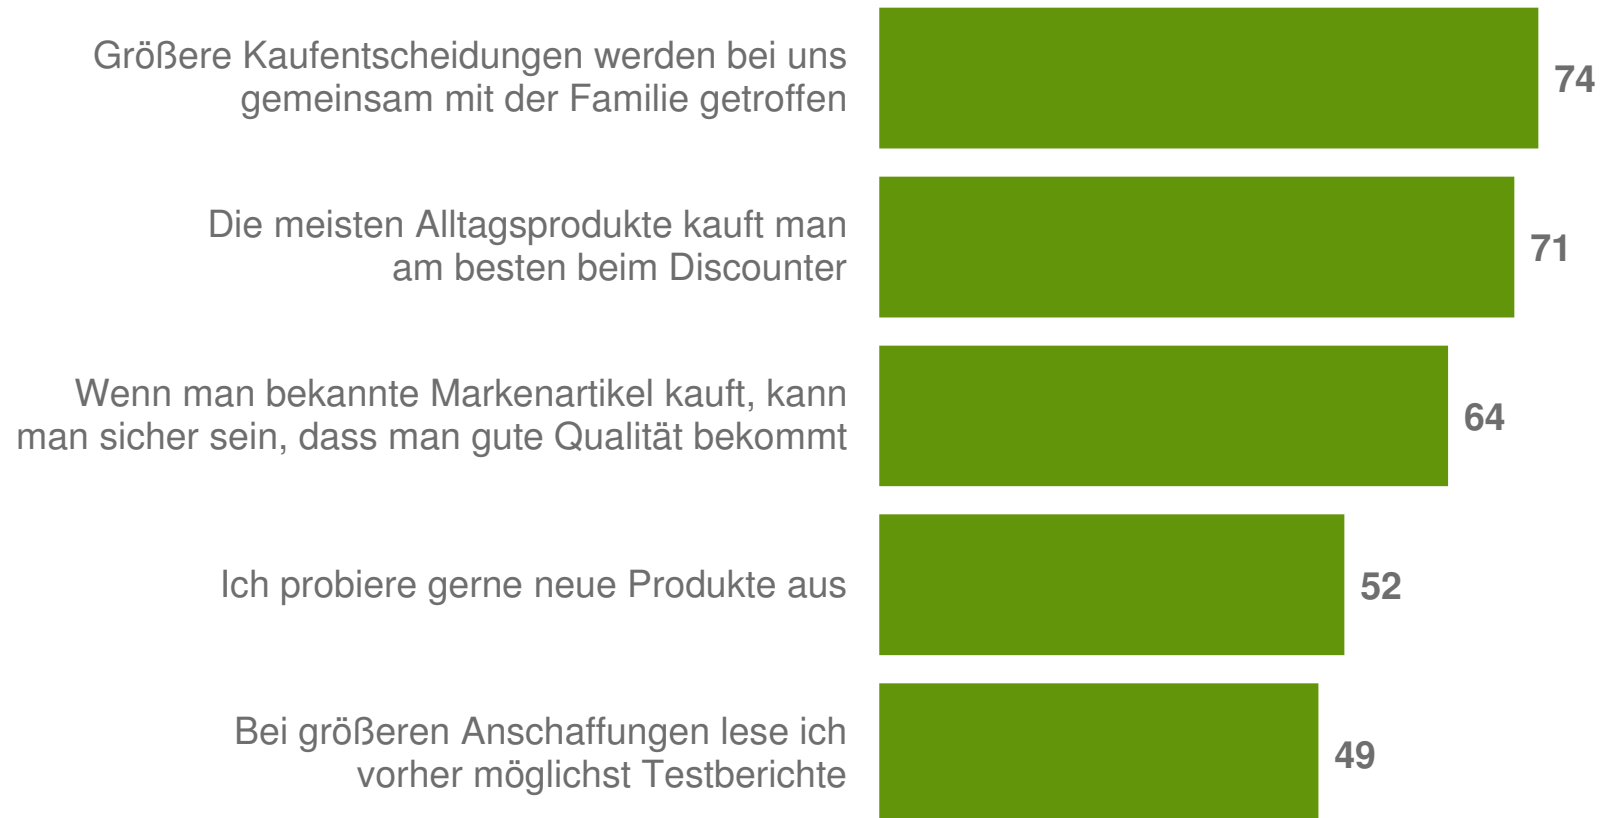 Größere Kaufentscheidungen werden bei uns
gemeinsam mit der Familie getroffen
74
Die meisten Alltagsprodukte kauft man
am besten beim Discounter
71
Wenn man bekannte Markenartikel kauft, kann
man sicher sein, dass man gute Qualität bekommt
64
Ich probiere gerne neue Produkte aus
52
Bei größeren Anschaffungen lese ich
vorher möglichst Testberichte
49